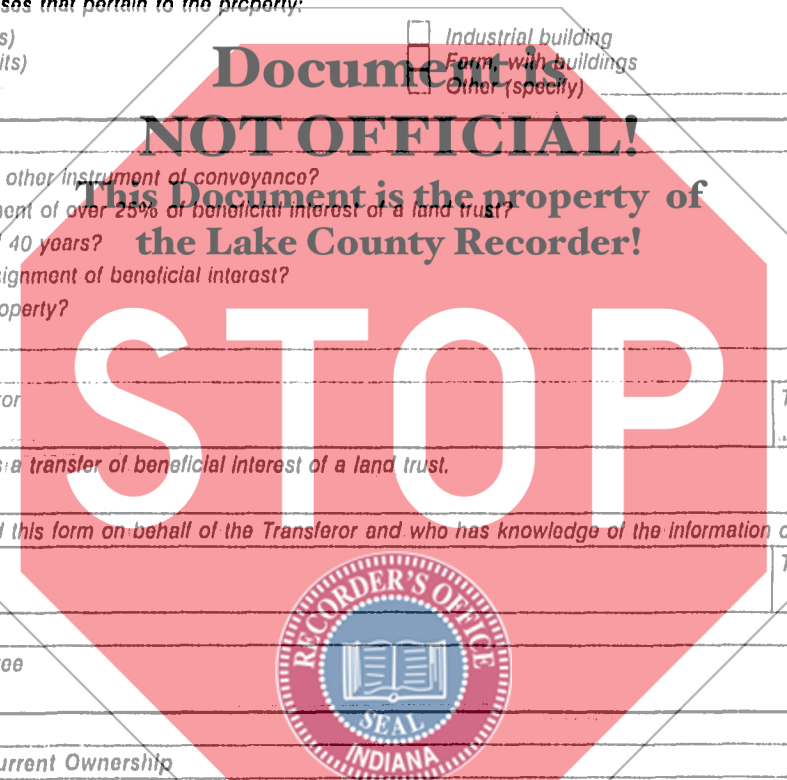 ses that pertain to the property:
s) Industrial building
its) Farm, with buildings
Other (specify)
Document is
NOT OFFICIAL!
other instrument of conveyance?
This Document is the property of
ent of over 25% of beneficial interest of a land trust?
40 years?
the Lake County Recorder!
ignment of beneficial interest?
operty?
STOP
or
s a transfer of beneficial interest of a land trust.
this form on behalf of the Transferor and who has knowledge of the information
RECORDER'S OFFICE
SEAL
INDIANA
ee
urrent Ownership